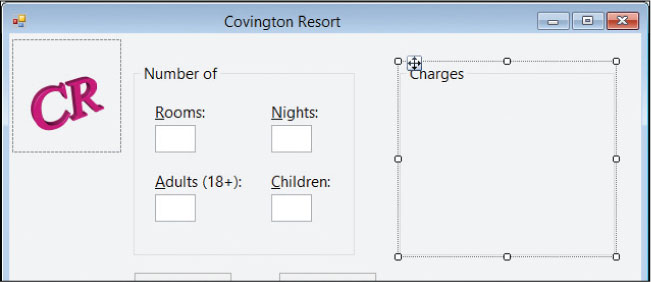 Covington Resort
CR
Number of
Charges
Rooms:
Nights:
Adults (18+):
Children: